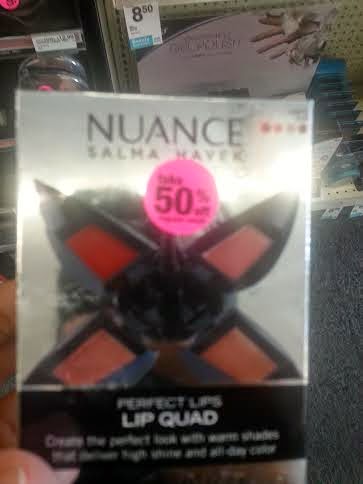 8 50
NUANCE
SALMA HAYEK
take
50%
off
PERFECT LIPS
LIP QUAD
Create the perfect look with warm shades
that deliver high shine and all-day color